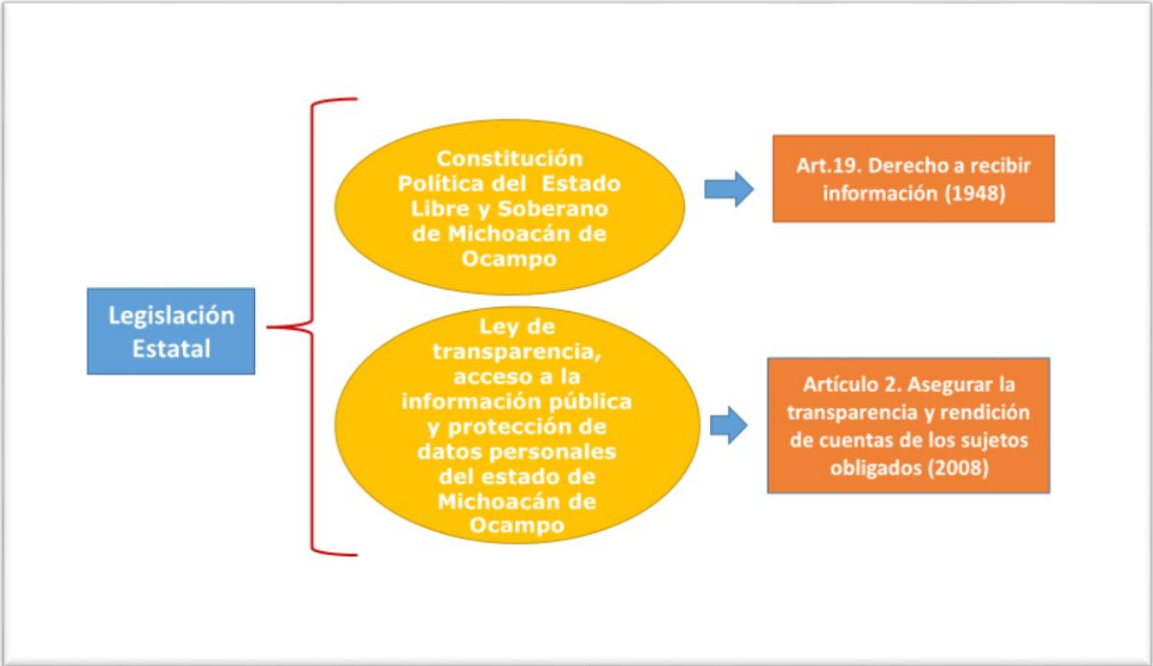 Legislación
Estatal
Constitución
Política del Estado
Libre y Soberano
de Michoacán de
Ocampo
Art.19. Derecho a recibir
información (1948)
Ley de
transparencia,
acceso a la
información pública
y protección de
datos personales
del estado de
Michoacán de
Ocampo
Artículo 2. Asegurar la
transparencia y rendición
de cuentas de los sujetos
obligados (2008)